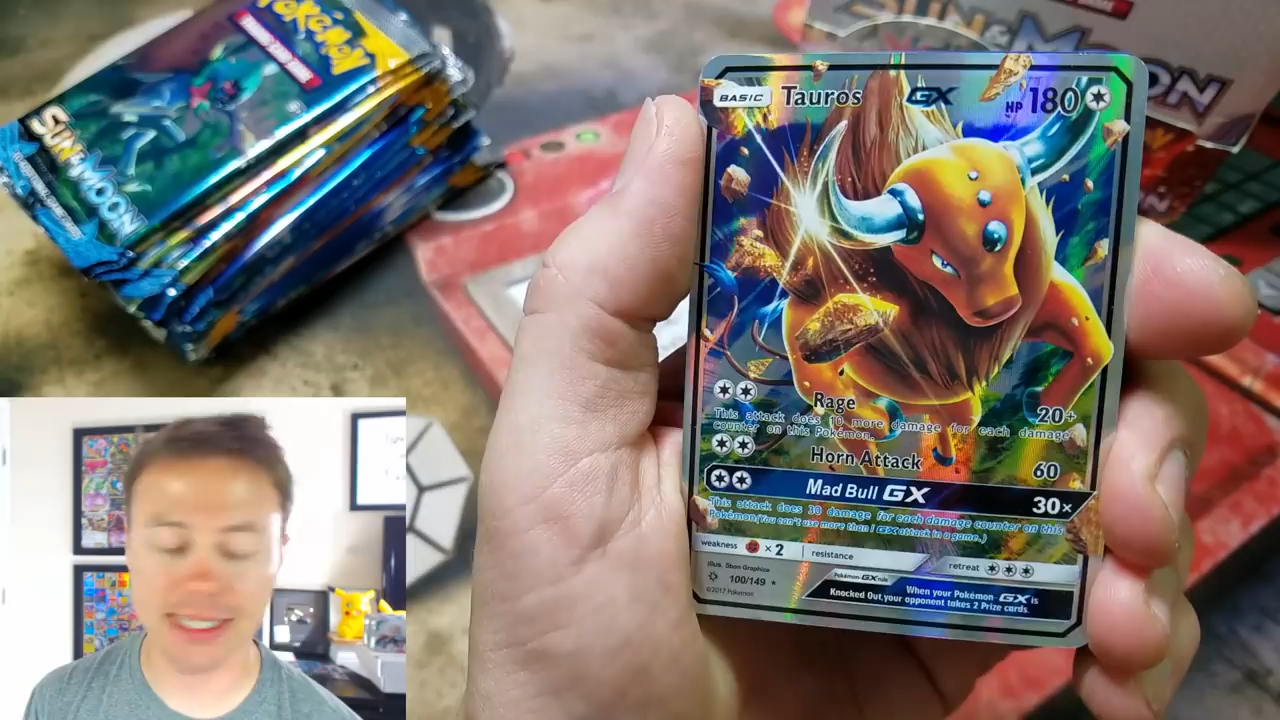 Pokémon
SUN & MOON
SUN & MOON
BASIC Tauros GX HP 180
Rage 20+
This attack does 10 more damage for each damage
counter on this Pokémon.
Horn Attack 60
Mad Bull GX 30×
This attack does 30 damage for each damage counter on this
Pokémon.(You can't use more than 1 GX attack in a game.)
weakness ×2 resistance
retreat
Illus. 5ban Graphics
100/149 ★
©2017 Pokémon
Pokémon-GX rule
When your Pokémon-GX is
Knocked Out, your opponent takes 2 Prize cards.